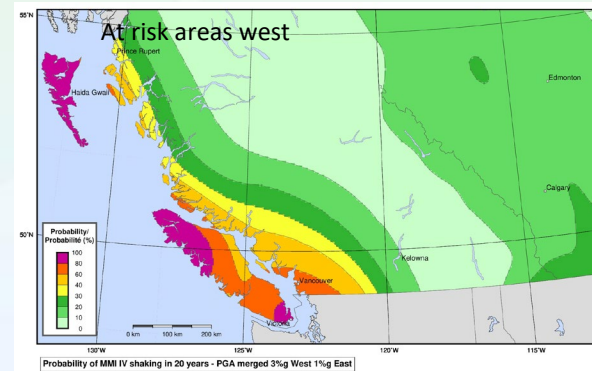 55°N
55°N
At risk areas west
Prince Rupert
Haida Gwaii
Edmonton
Calgary
50°N
50°N
Kelowna
Vancouver
Victoria
Probability/
Probabilité (%)
100
80
60
40
30
20
10
0
0 km 100 km 200 km
130°W 125°W 120°W 115°W
Probability of MMI IV shaking in 20 years - PGA merged 3%g West 1%g East